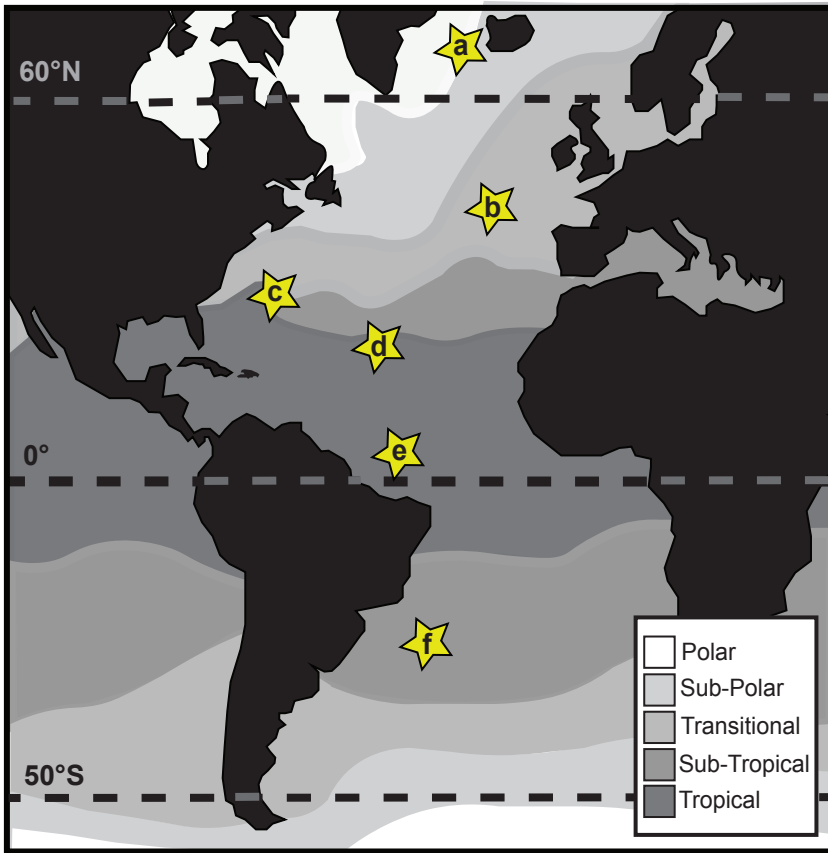 a
60°N
b
c
d
e
0°
f
Polar
Sub-Polar
Transitional
Sub-Tropical
Tropical
50°S